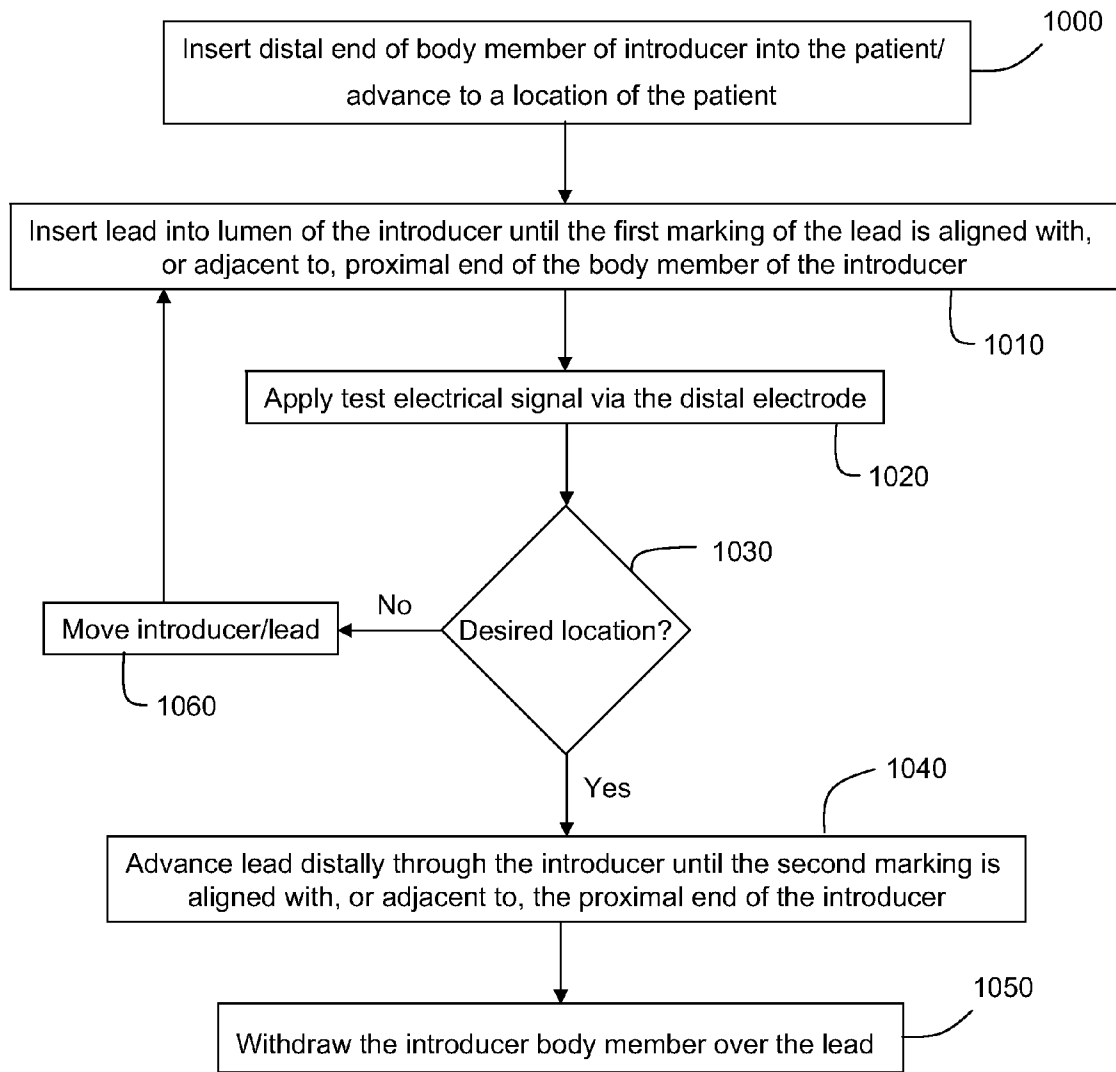 1000
Insert distal end of body member of introducer into the patient/
advance to a location of the patient
Insert lead into lumen of the introducer until the first marking of the lead is aligned with,
or adjacent to, proximal end of the body member of the introducer
1010
Apply test electrical signal via the distal electrode
1020
1030
Desired location?
No
Move introducer/lead
1060
Yes
1040
Advance lead distally through the introducer until the second marking is
aligned with, or adjacent to, the proximal end of the introducer
1050
Withdraw the introducer body member over the lead